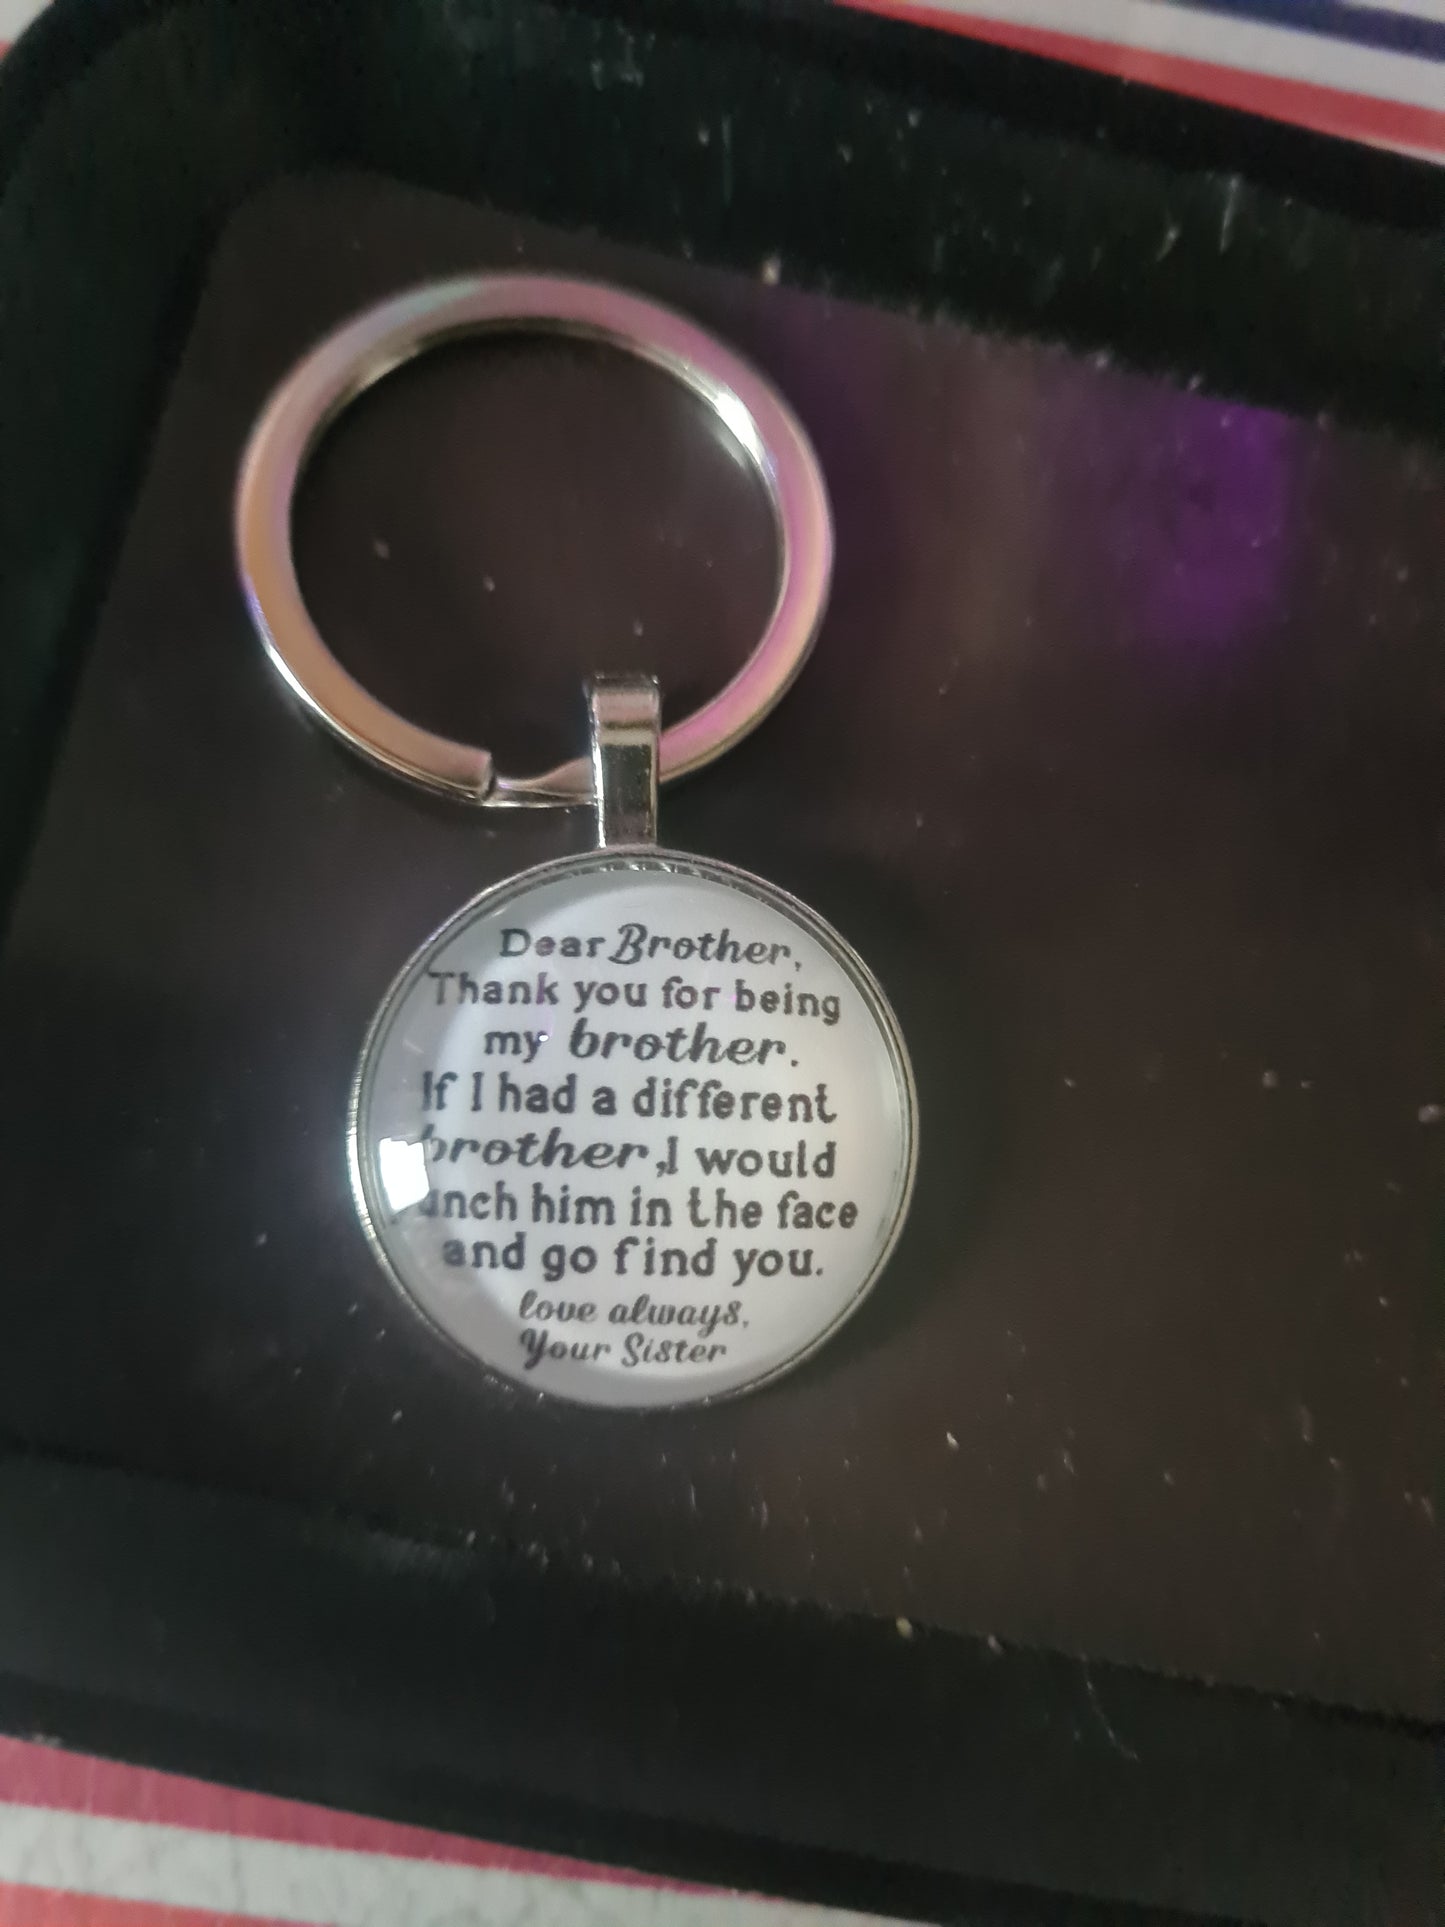 Dear Brother,
Thank you for being
my brother.
If I had a different
brother,I would
punch him in the face
and go find you.
love always,
Your Sister